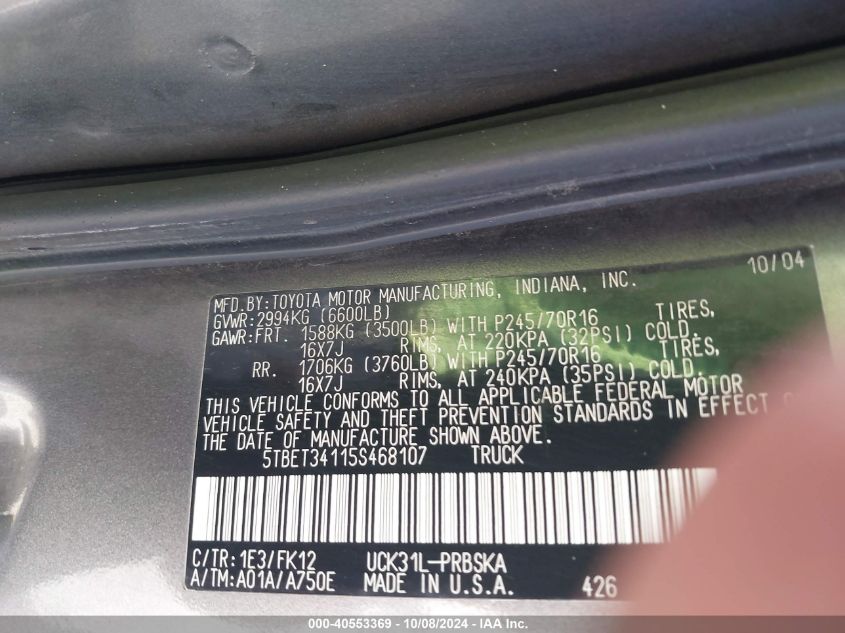 10/04
MFD.BY:TOYOTA MOTOR MANUFACTURING, INDIANA, INC.
GVWR:2994KG (6600LB)
GAWR:FRT. 1588KG (3500LB) WITH P245/70R16 TIRES,
16X7J RIMS, AT 220KPA (32PSI) COLD.
RR. 1706KG (3760LB) WITH P245/70R16 TIRES,
16X7J RIMS, AT 240KPA (35PSI) COLD.
THIS VEHICLE CONFORMS TO ALL APPLICABLE FEDERAL MOTOR
VEHICLE SAFETY AND THEFT PREVENTION STANDARDS IN EFFECT
THE DATE OF MANUFACTURE SHOWN ABOVE.
5TBET34115S468107 TRUCK
C/TR:1E3/FK12 UCK31L-PRBSKA
A/TM:A01A/A750E MADE IN U.S.A. 426
000-40553369 - 10/08/2024 - IAA Inc.